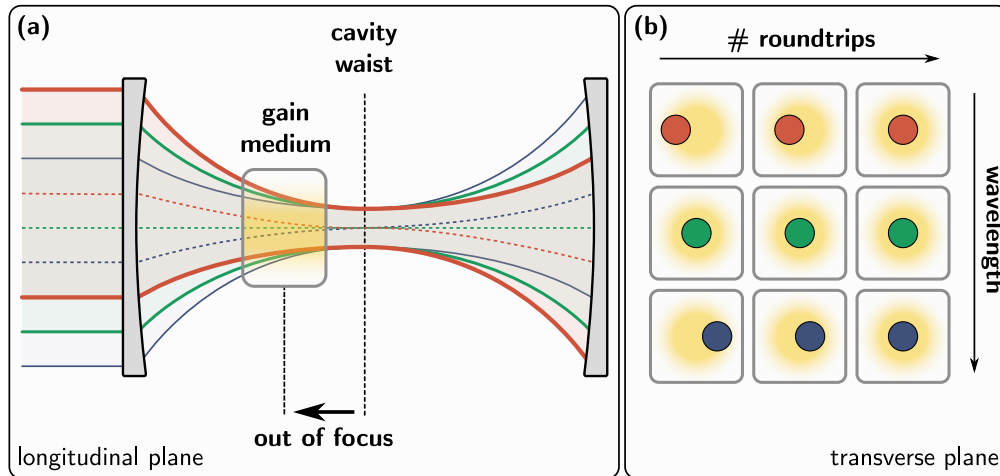 (a)
cavity
waist
gain
medium
out of focus
longitudinal plane
(b)
# roundtrips
wavelength
transverse plane